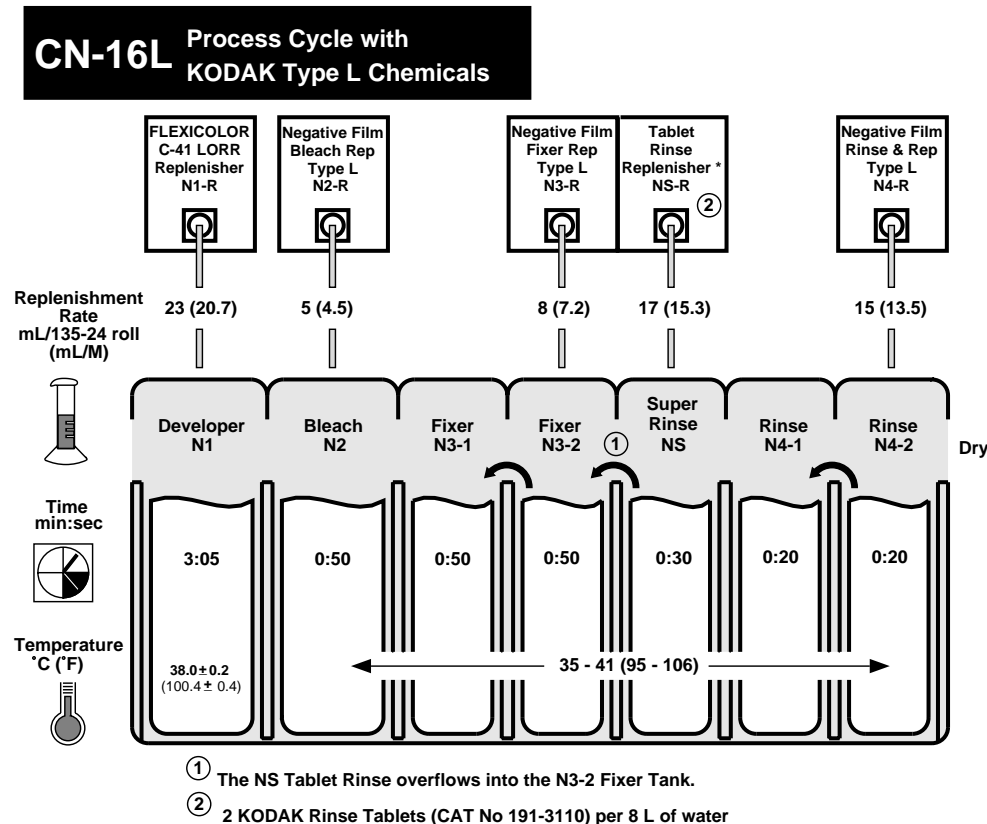 CN-16L Process Cycle with
KODAK Type L Chemicals
FLEXICOLOR
C-41 LORR
Replenisher
N1-R
Negative Film
Bleach Rep
Type L
N2-R
Negative Film
Fixer Rep
Type L
N3-R
Tablet
Rinse
Replenisher *
NS-R
2
Negative Film
Rinse & Rep
Type L
N4-R
Replenishment
Rate
mL/135-24 roll
(mL/M)
23 (20.7)
5 (4.5)
8 (7.2)
17 (15.3)
15 (13.5)
Developer
N1
Bleach
N2
Fixer
N3-1
Fixer
N3-2
1
Super
Rinse
NS
Rinse
N4-1
Rinse
N4-2
Dry
Time
min:sec
3:05
0:50
0:50
0:50
0:30
0:20
0:20
Temperature
˚C (˚F)
38.0±0.2
(100.4± 0.4)
35 - 41 (95 - 106)
1 The NS Tablet Rinse overflows into the N3-2 Fixer Tank.
2 2 KODAK Rinse Tablets (CAT No 191-3110) per 8 L of water